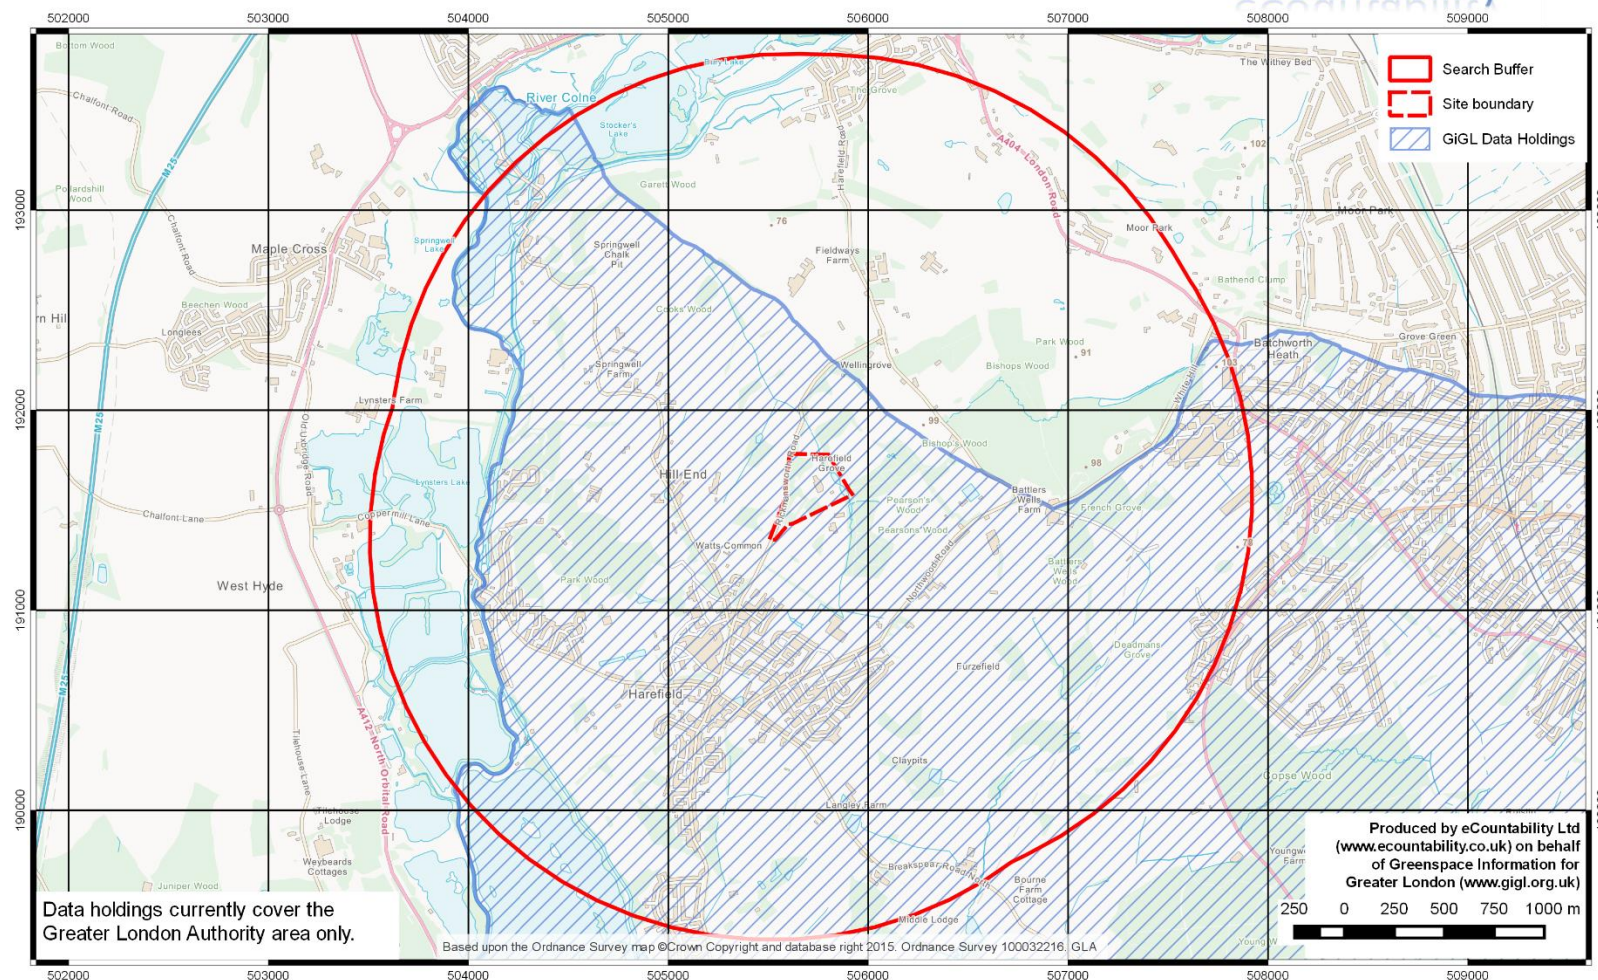 502000 503000 504000 505000 506000 507000 508000 509000
Search Buffer
Site boundary
GiGL Data Holdings
Bottom Wood
Chalfont Road
M25
Pollardshill
Wood
Chalfont Road
River Colne
Stocker's
Lake
The Grove
Harefield Road
A404 London Road
The Withey Bed
102
Moor Park
193000
Garett Wood
76
Moor Park
Maple Cross
Springwell
Lake
Springwell
Chalk
Pit
Fieldways
Farm
Bathend Clump
Beechen Wood
Longlees
rn Hill
Cooks Wood
Park Wood
91
Bishops Wood
Wellingrove
Batchworth
Heath
103
Grove Green
White Hill
Springwell
Farm
Lynsters Farm
192000
M25
Old Uxbridge Road
99
Bishop's Wood
Hill End
Rickmansworth Road
Harefield
Grove
98
Lynsters Lake
Battlers
Wells
Farm
French Grove
Pearson's
Wood
Pearsons Wood
Chalfont Lane
Coppermill Lane
Watts Common
Northwood Road
Battlers
Wells
Wood
West Hyde
Park Wood
191000
Deadmans
Grove
Furzefield
Harefield
M25
A412 North Orbital Road
Tilehouse Lane
Claypits
Copse Wood
190000
Langley Farm
Tilehouse
Lodge
Weybeards
Cottages
Juniper Wood
Breakspear Road North
Bourne
Farm
Cottage
Middle Lodge
Data holdings currently cover the
Greater London Authority area only.
Based upon the Ordnance Survey map ©Crown Copyright and database right 2015. Ordnance Survey 100032216. GLA
Produced by eCountability Ltd
(www.ecountability.co.uk) on behalf
of Greenspace Information for
Greater London (www.gigl.org.uk)
250 0 250 500 750 1000 m
502000 503000 504000 505000 506000 507000 508000 509000